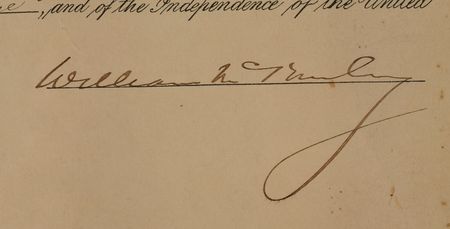 e, and of the Independence of the United
William McKinley